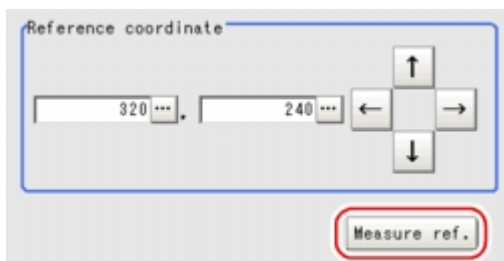 Reference coordinate
320 ... , 240 ...
↑
← →
↓
Measure ref.